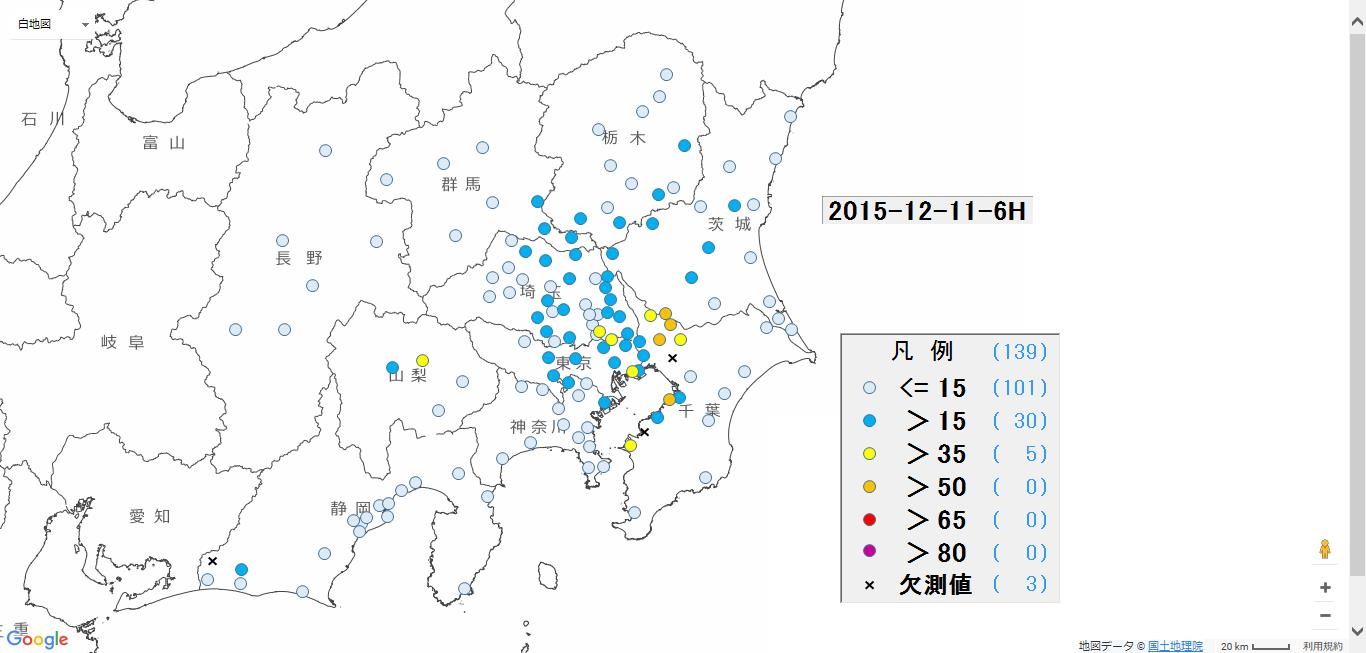 白地図
石 川
富 山
栃 木
群 馬
茨 城
長 野
埼 玉
岐 阜
東 京
山 梨
千 葉
神 奈 川
静 岡
愛 知
重
2015-12-11-6H
凡 例 (139)
<= 15 (101)
> 15 ( 30)
> 35 ( 5)
> 50 ( 0)
> 65 ( 0)
> 80 ( 0)
× 欠測値 ( 3)
Google
地図データ © 国土地理院 20 km 利用規約